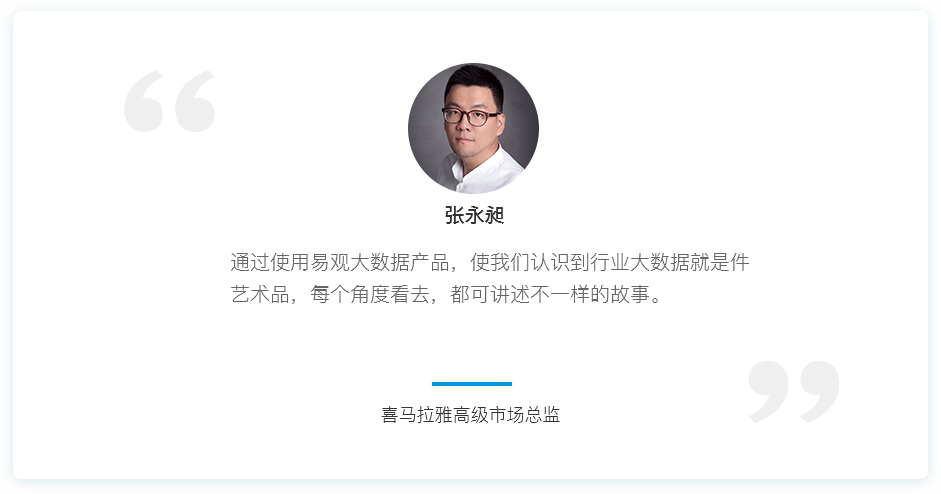 “
张永昶
通过使用易观大数据产品，使我们认识到行业大数据就是件
艺术品，每个角度看去，都可讲述不一样的故事。
”
喜马拉雅高级市场总监